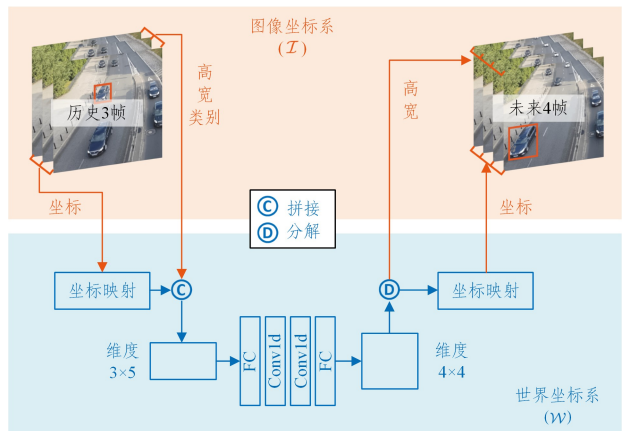 图像坐标系
(I)
历史3帧
高
宽
类别
高
宽
未来4帧
坐标
C 拼接
D 分解
坐标
坐标映射
C
D
坐标映射
维度
3×5
FC
Conv1d
Conv1d
FC
维度
4×4
世界坐标系
(W)